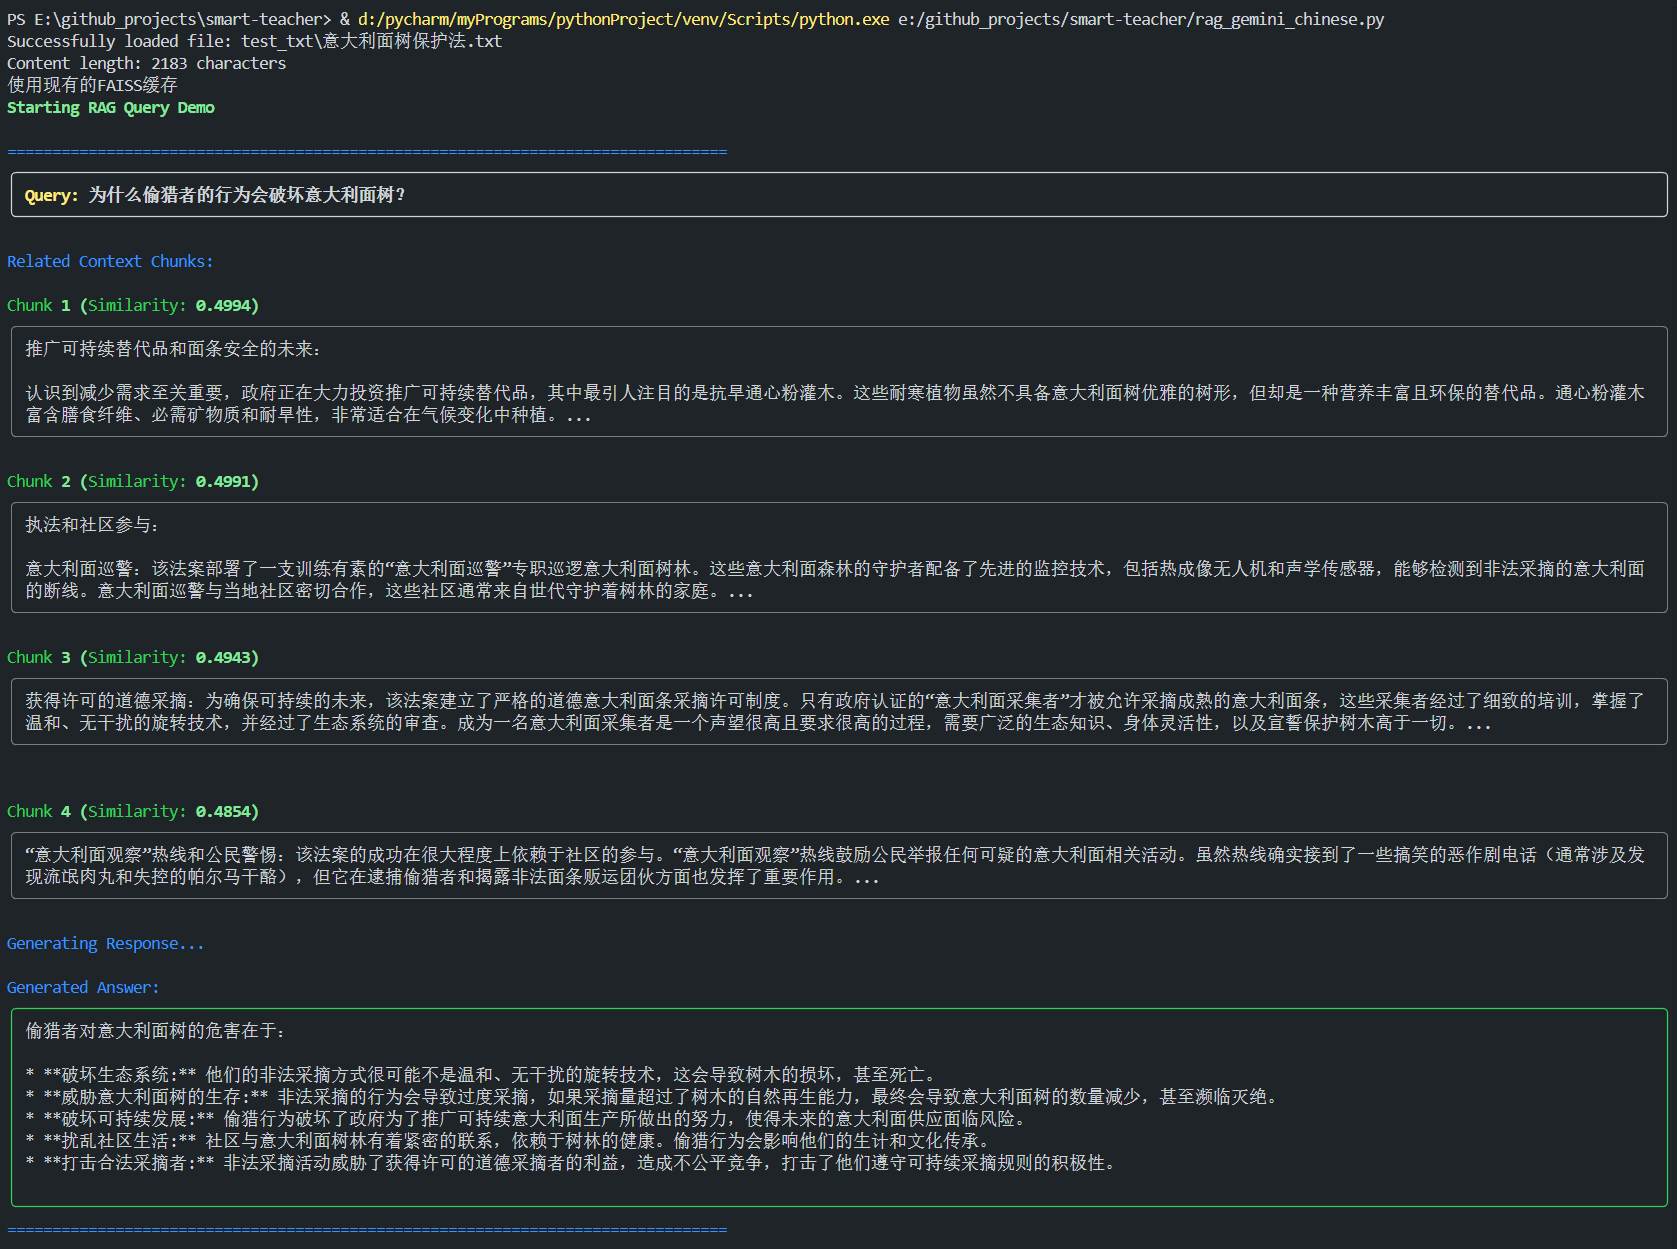 PS E:\github_projects\smart-teacher> & d:/pycharm/myPrograms/pythonProject/venv/Scripts/python.exe e:/github_projects/smart-teacher/rag_gemini_chinese.py
Successfully loaded file: test_txt\意大利面树保护法.txt
Content length: 2183 characters
使用现有的FAISS缓存
Starting RAG Query Demo
================================================================================
Query: 为什么偷猎者的行为会破坏意大利面树?
Related Context Chunks:
Chunk 1 (Similarity: 0.4994)
推广可持续替代品和面条安全的未来:
认识到减少需求至关重要，政府正在大力投资推广可持续替代品，其中最引人注目的是抗旱通心粉灌木。这些耐寒植物虽然不具备意大利面树优雅的树形，但却是一种营养丰富且环保的替代品。通心粉灌木
富含膳食纤维、必需矿物质和耐旱性，非常适合在气候变化中种植。...
Chunk 2 (Similarity: 0.4991)
执法和社区参与:
意大利面巡警: 该法案部署了一支训练有素的“意大利面巡警”专职巡逻意大利面树林。这些意大利面森林的守护者配备了先进的监控技术，包括热成像无人机和声学传感器，能够检测到非法采摘的意大利面
的断线。意大利面巡警与当地社区密切合作，这些社区通常来自世代守护着树林的家庭。...
Chunk 3 (Similarity: 0.4943)
获得许可的道德采摘: 为确保可持续的未来，该法案建立了严格的道德意大利面条采摘许可制度。只有政府认证的“意大利面采集者”才被允许采摘成熟的意大利面条，这些采集者经过了细致的培训，掌握了
温和、无干扰的旋转技术，并经过了生态系统的审查。成为一名意大利面采集者是一个声望很高且要求很高的过程，需要广泛的生态知识、身体灵活性，以及宣誓保护树木高于一切。...
Chunk 4 (Similarity: 0.4854)
“意大利面观察”热线和公民警惕: 该法案的成功在很大程度上依赖于社区的参与。“意大利面观察”热线鼓励公民举报任何可疑的意大利面相关活动。虽然热线确实接到了一些搞笑的恶作剧电话（通常涉及发
现流氓肉丸和失控的帕尔马干酪），但它在逮捕偷猎者和揭露非法面条贩运团伙方面也发挥了重要作用。...
Generating Response...
Generated Answer:
偷猎者对意大利面树的危害在于:
* **破坏生态系统:** 他们的非法采摘方式很可能不是温和、无干扰的旋转技术，这会导致树木的损坏，甚至死亡。
* **威胁意大利面树的生存:** 非法采摘的行为会导致过度采摘，如果采摘量超过了树木的自然再生能力，最终会导致意大利面树的数量减少，甚至濒临灭绝。
* **破坏可持续发展:** 偷猎行为破坏了政府为了推广可持续意大利面生产所做出的努力，使得未来的意大利面供应面临风险。
* **扰乱社区生活:** 社区与意大利面树林有着紧密的联系，依赖于树林的健康。偷猎行为会影响他们的生计和文化传承。
* **打击合法采摘者:** 非法采摘活动威胁了获得许可的道德采摘者的利益，造成不公平竞争，打击了他们遵守可持续采摘规则的积极性。
================================================================================